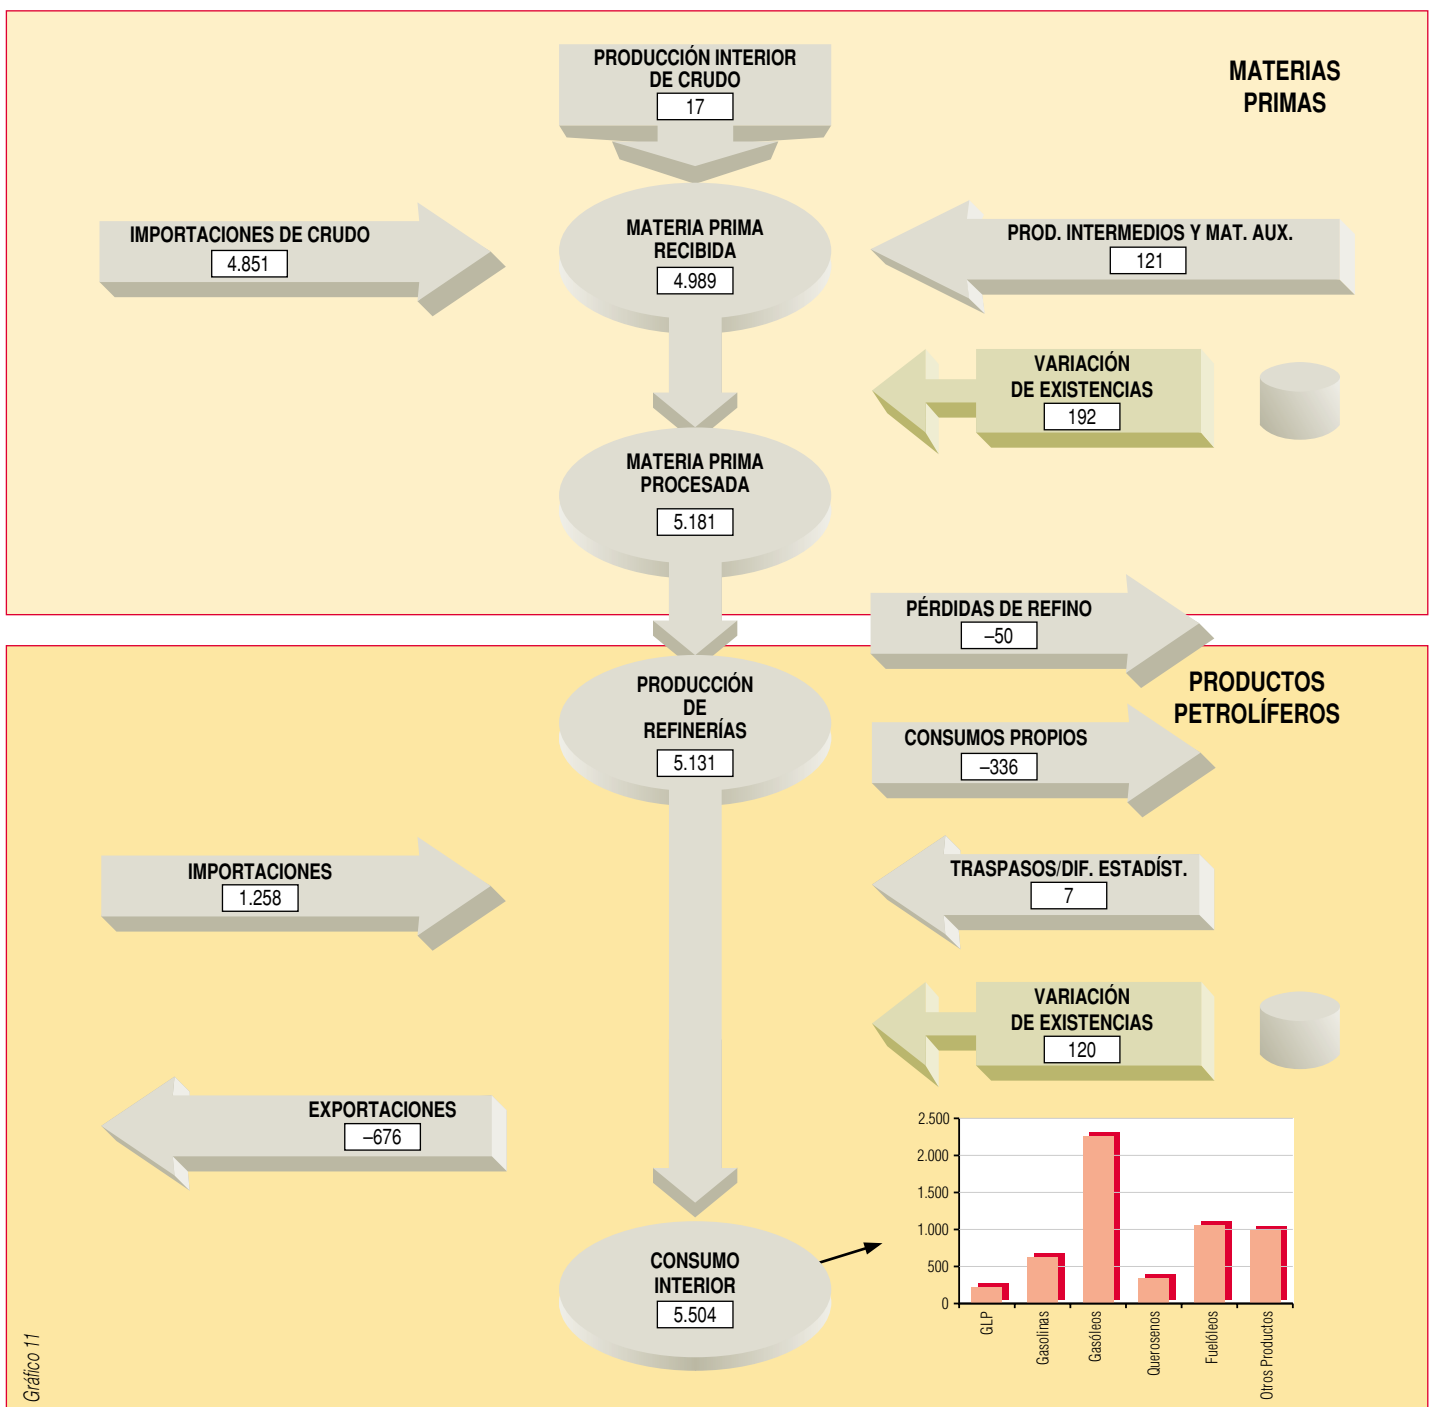 PRODUCCIÓN INTERIOR
DE CRUDO
17
MATERIAS
PRIMAS
IMPORTACIONES DE CRUDO
4.851
MATERIA PRIMA
RECIBIDA
4.989
PROD. INTERMEDIOS Y MAT. AUX.
121
VARIACIÓN
DE EXISTENCIAS
192
MATERIA PRIMA
PROCESADA
5.181
PÉRDIDAS DE REFINO
–50
PRODUCTOS
PETROLÍFEROS
PRODUCCIÓN
DE
REFINERÍAS
5.131
CONSUMOS PROPIOS
–336
IMPORTACIONES
1.258
TRASPASOS/DIF. ESTADÍST.
7
VARIACIÓN
DE EXISTENCIAS
120
EXPORTACIONES
–676
CONSUMO
INTERIOR
5.504
2.500
2.000
1.500
1.000
500
0
GLP
Gasolinas
Gasóleos
Querosenos
Fuelóleos
Otros Productos
Gráfico 11